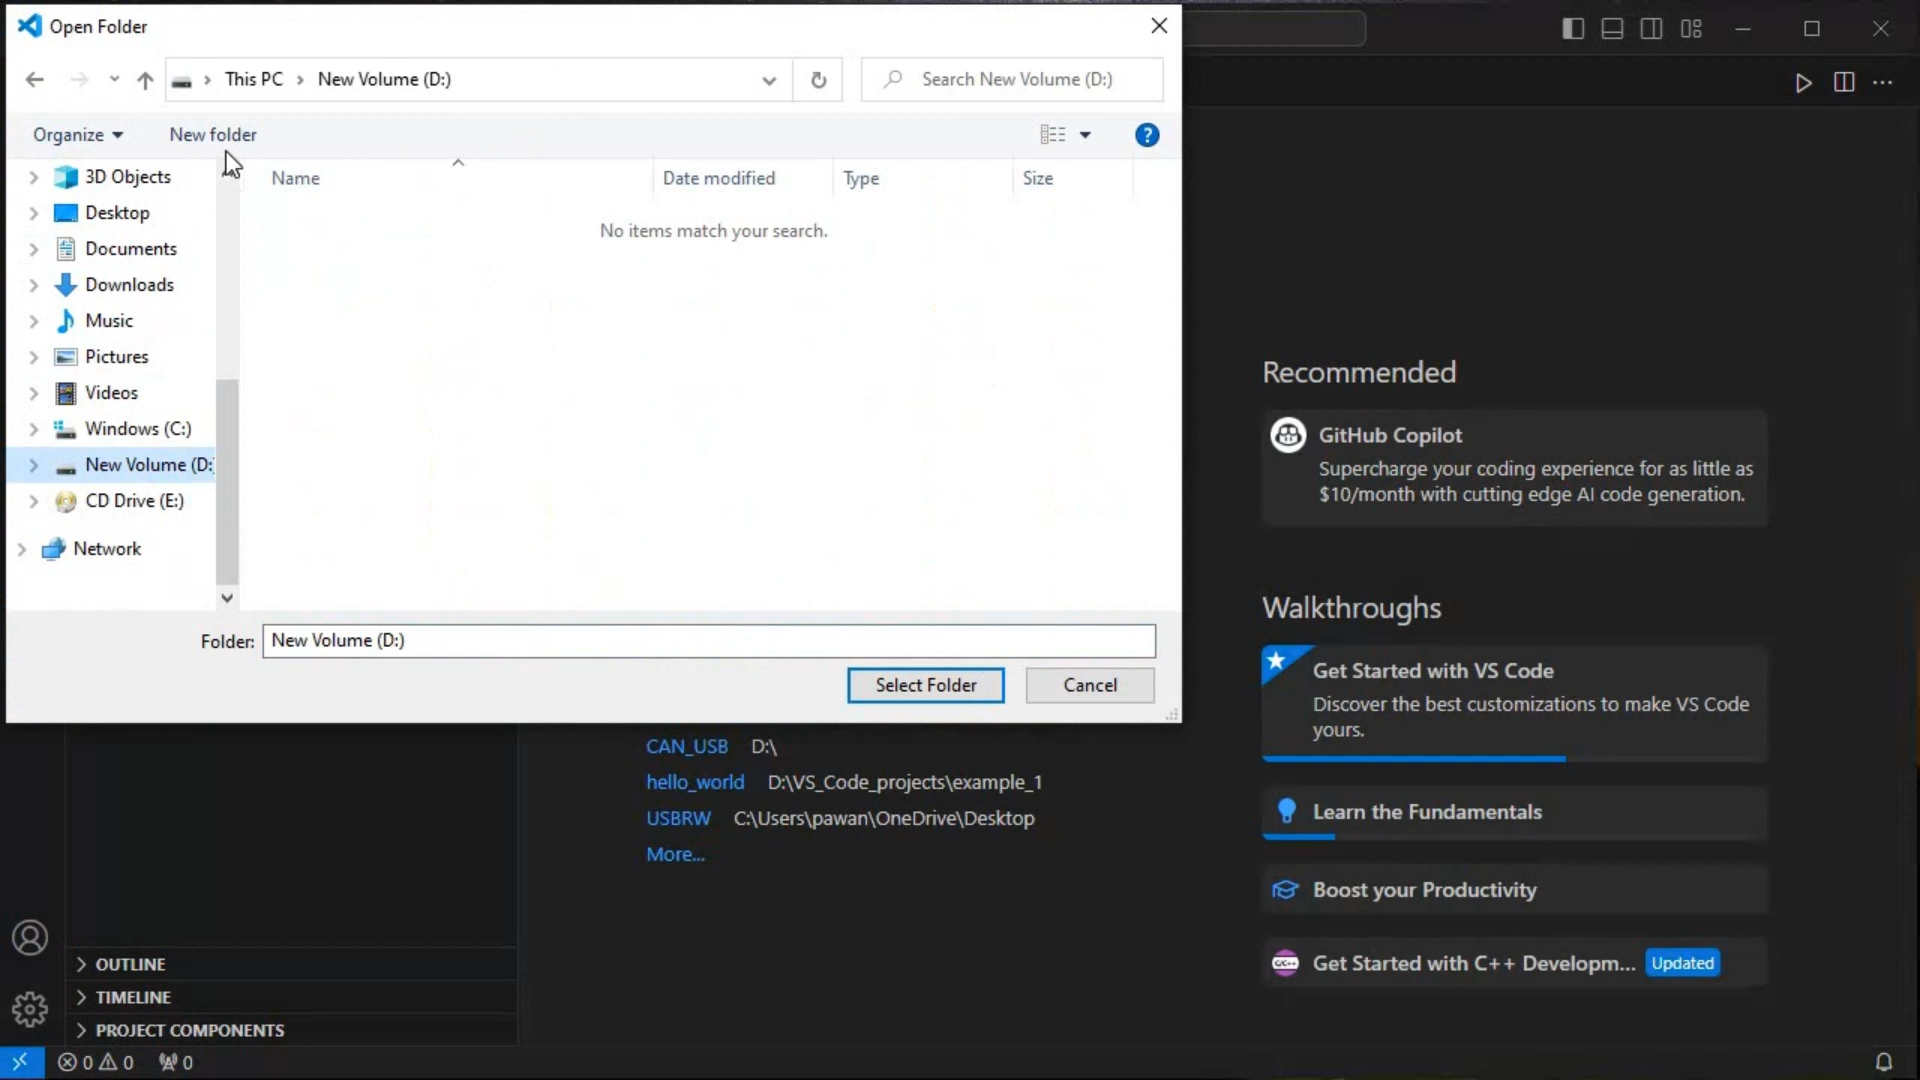 Open Folder
This PC > New Volume (D:)
Search New Volume (D:)
Organize
New folder
?
Name
Date modified
Type
Size
No items match your search.
3D Objects
Desktop
Documents
Downloads
Music
Pictures
Videos
Windows (C:)
New Volume (D:
CD Drive (E:)
Network
Folder: New Volume (D:)
Select Folder
Cancel
CAN_USB D:\
hello_world D:\VS_Code_projects\example_1
USBRW C:\Users\pawan\OneDrive\Desktop
More...
Recommended
GitHub Copilot
Supercharge your coding experience for as little as
$10/month with cutting edge AI code generation.
Walkthroughs
Get Started with VS Code
Discover the best customizations to make VS Code
yours.
Learn the Fundamentals
Boost your Productivity
C/C++ Get Started with C++ Developm... Updated
OUTLINE
TIMELINE
PROJECT COMPONENTS
0 0 0